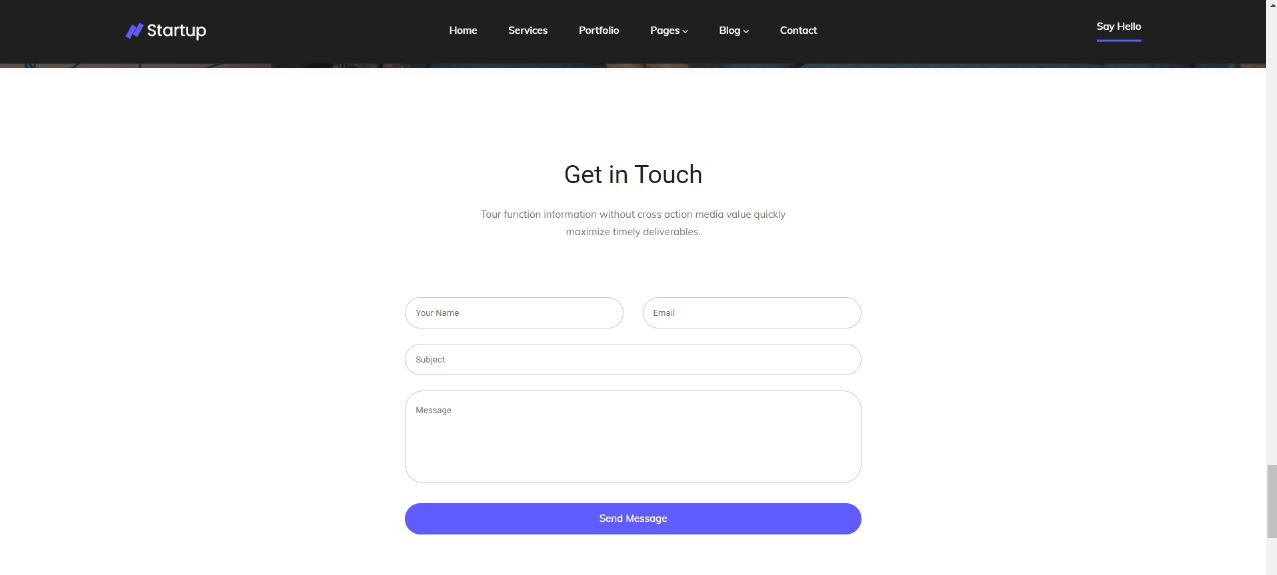 Startup
Home Services Portfolio Pages Blog Contact
Say Hello
Get in Touch
Tour function information without cross action media value quickly
maximize timely deliverables.
Your Name
Email
Subject
Message
Send Message